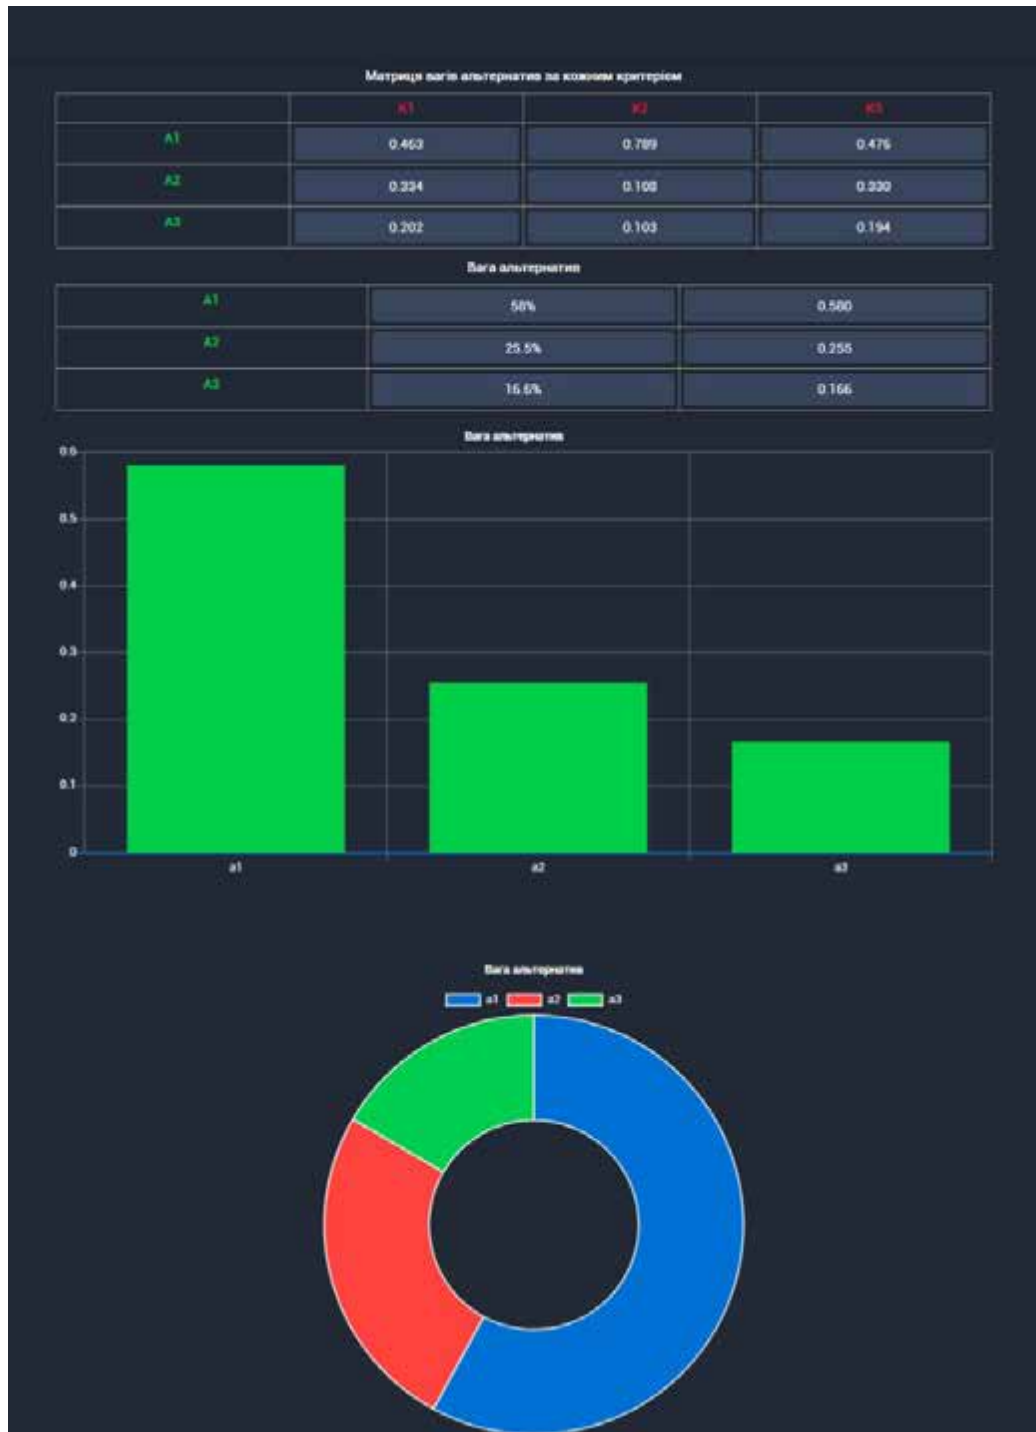 Матриця вагів альтернатив за кожним критерієм
K1 K2 K3
A1 0.463 0.789 0.476
A2 0.334 0.108 0.330
A3 0.202 0.103 0.194
Вага альтернатив
A1 58% 0.580
A2 25.5% 0.255
A3 16.6% 0.166
Вага альтернатив
0.6
0.5
0.4
0.3
0.2
0.1
0
a1 a2 a3
Вага альтернатив
a1 a2 a3